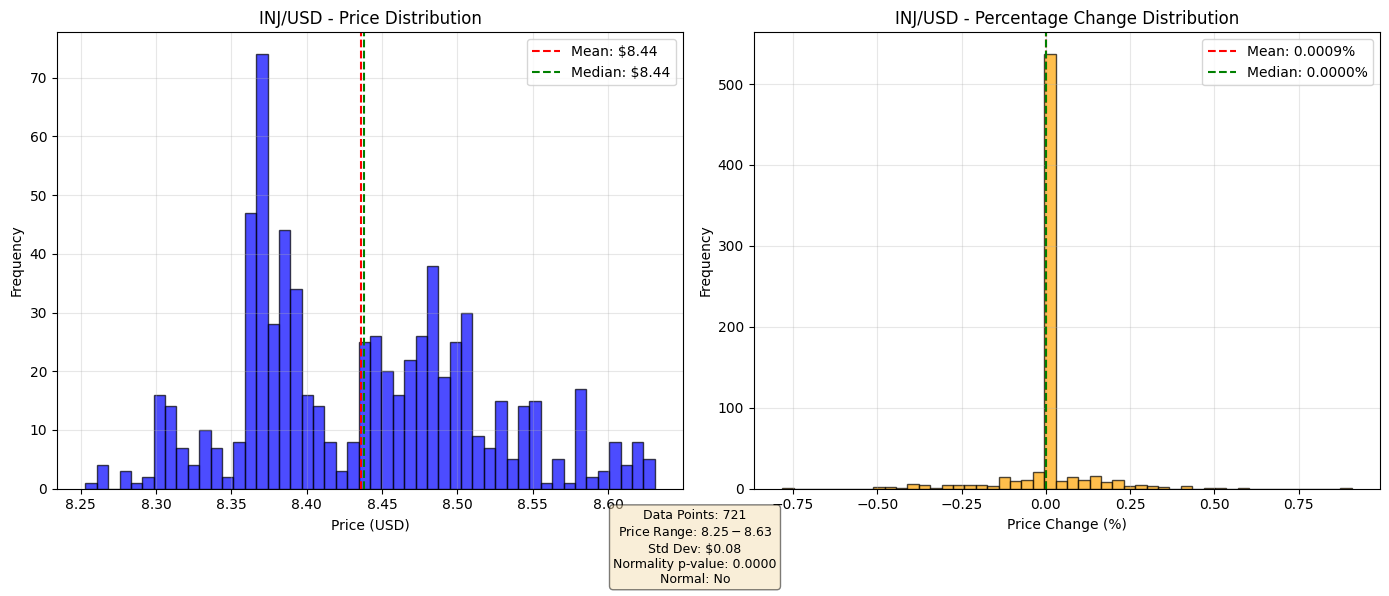 INJ/USD - Price Distribution
Frequency
70
60
50
40
30
20
10
0
Mean: $8.44
Median: $8.44
8.25
8.30
8.35
8.40
8.45
8.50
8.55
8.60
Price (USD)
INJ/USD - Percentage Change Distribution
Frequency
500
400
300
200
100
0
Mean: 0.0009%
Median: 0.0000%
−0.75
−0.50
−0.25
0.00
0.25
0.50
0.75
Price Change (%)
Data Points: 721
Price Range: 8.25 − 8.63
Std Dev: $0.08
Normality p-value: 0.0000
Normal: No